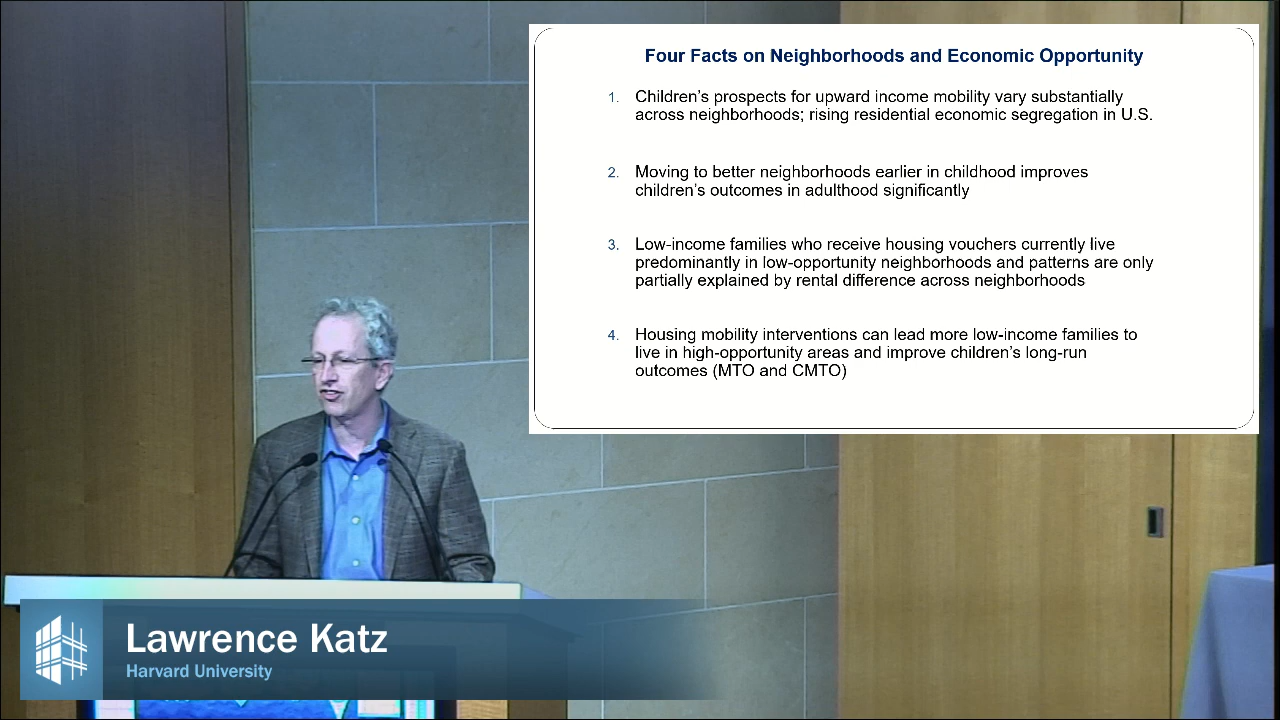 Four Facts on Neighborhoods and Economic Opportunity
1. Children's prospects for upward income mobility vary substantially
across neighborhoods; rising residential economic segregation in U.S.
2. Moving to better neighborhoods earlier in childhood improves
children's outcomes in adulthood significantly
3. Low-income families who receive housing vouchers currently live
predominantly in low-opportunity neighborhoods and patterns are only
partially explained by rental difference across neighborhoods
4. Housing mobility interventions can lead more low-income families to
live in high-opportunity areas and improve children's long-run
outcomes (MTO and CMTO)
Lawrence Katz
Harvard University